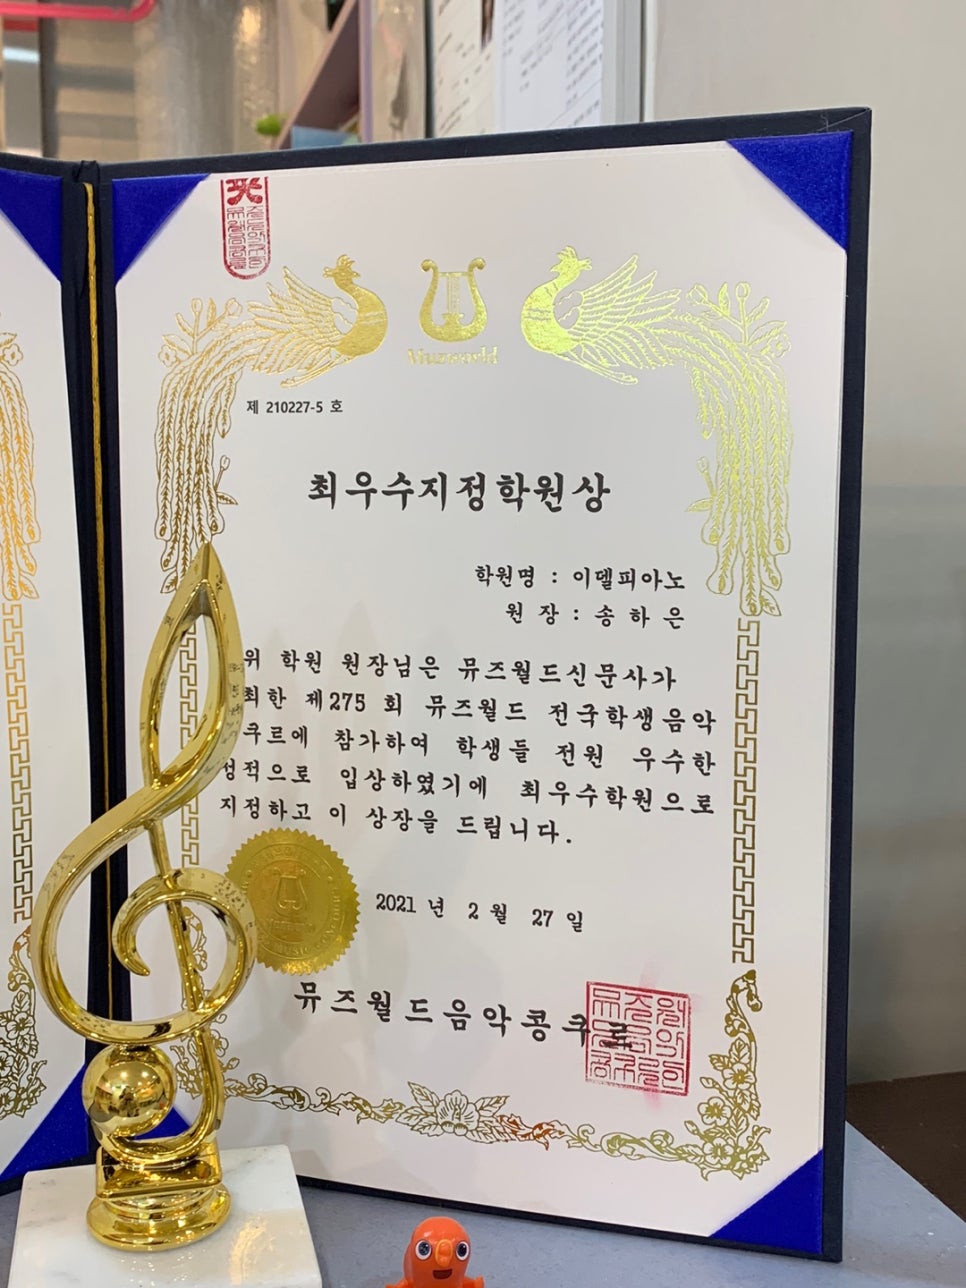 Muzworld
제 210227-5 호
최우수지정학원상
학원명 : 이델피아노
원 장 : 송 하 은
위 학원 원장님은 뮤즈월드신문사가
최한 제275 회 뮤즈월드 전국학생음악
쿠르에 참가하여 학생들 전원 우수한
성적으로 입상하였기에 최우수학원으로
지정하고 이 상장을 드립니다.
2021 년 2 월 27 일
뮤즈월드음악콩쿠르